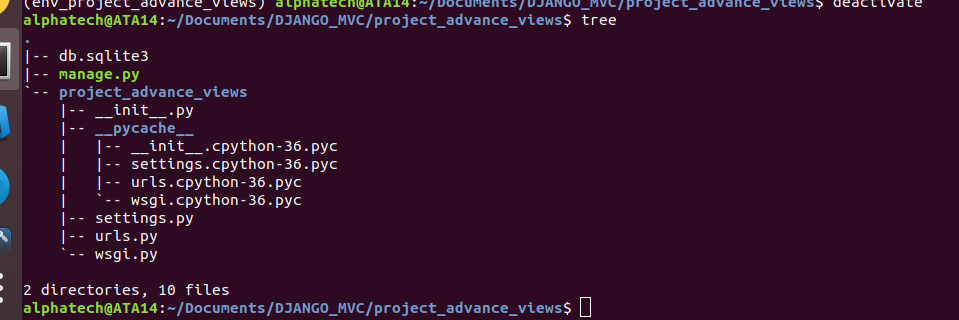 (env_project_advance_views) alphatech@ATA14:~/Documents/DJANGO_MVC/project_advance_views$ deactivate
alphatech@ATA14:~/Documents/DJANGO_MVC/project_advance_views$ tree
.
|-- db.sqlite3
|-- manage.py
`-- project_advance_views
    |-- __init__.py
    |-- __pycache__
    |   |-- __init__.cpython-36.pyc
    |   |-- settings.cpython-36.pyc
    |   |-- urls.cpython-36.pyc
    |   `-- wsgi.cpython-36.pyc
    |-- settings.py
    |-- urls.py
    `-- wsgi.py

2 directories, 10 files
alphatech@ATA14:~/Documents/DJANGO_MVC/project_advance_views$